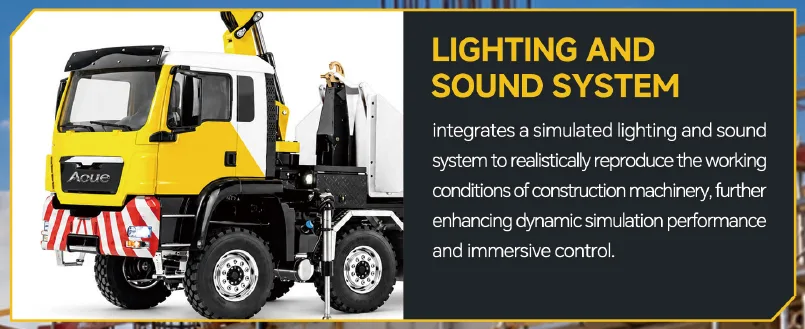 Aoue
LIGHTING AND
SOUND SYSTEM
integrates a simulated lighting and sound
system to realistically reproduce the working
conditions of construction machinery, further
enhancing dynamic simulation performance
and immersive control.